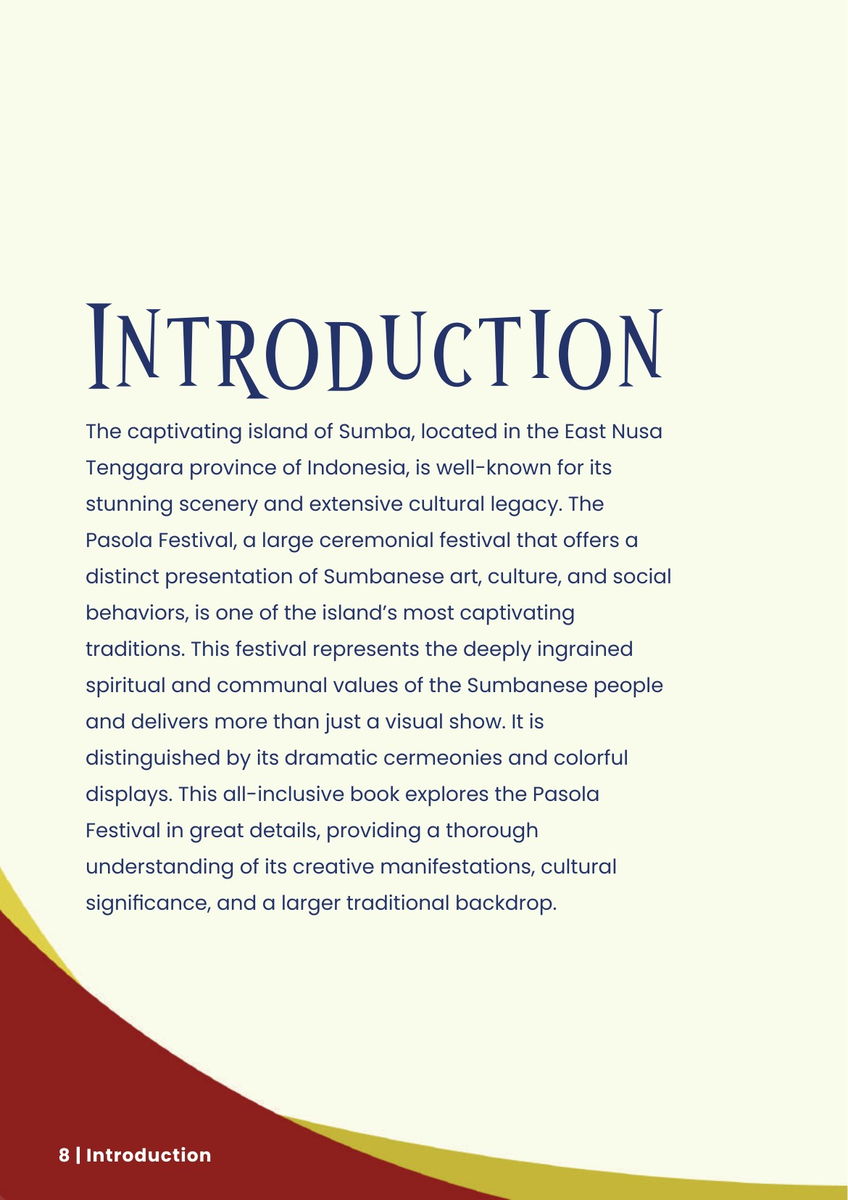 INTRODUCTION
The captivating island of Sumba, located in the East Nusa
Tenggara province of Indonesia, is well-known for its
stunning scenery and extensive cultural legacy. The
Pasola Festival, a large ceremonial festival that offers a
distinct presentation of Sumbanese art, culture, and social
behaviors, is one of the island’s most captivating
traditions. This festival represents the deeply ingrained
spiritual and communal values of the Sumbanese people
and delivers more than just a visual show. It is
distinguished by its dramatic cermeonies and colorful
displays. This all-inclusive book explores the Pasola
Festival in great details, providing a thorough
understanding of its creative manifestations, cultural
significance, and a larger traditional backdrop.
8 | Introduction